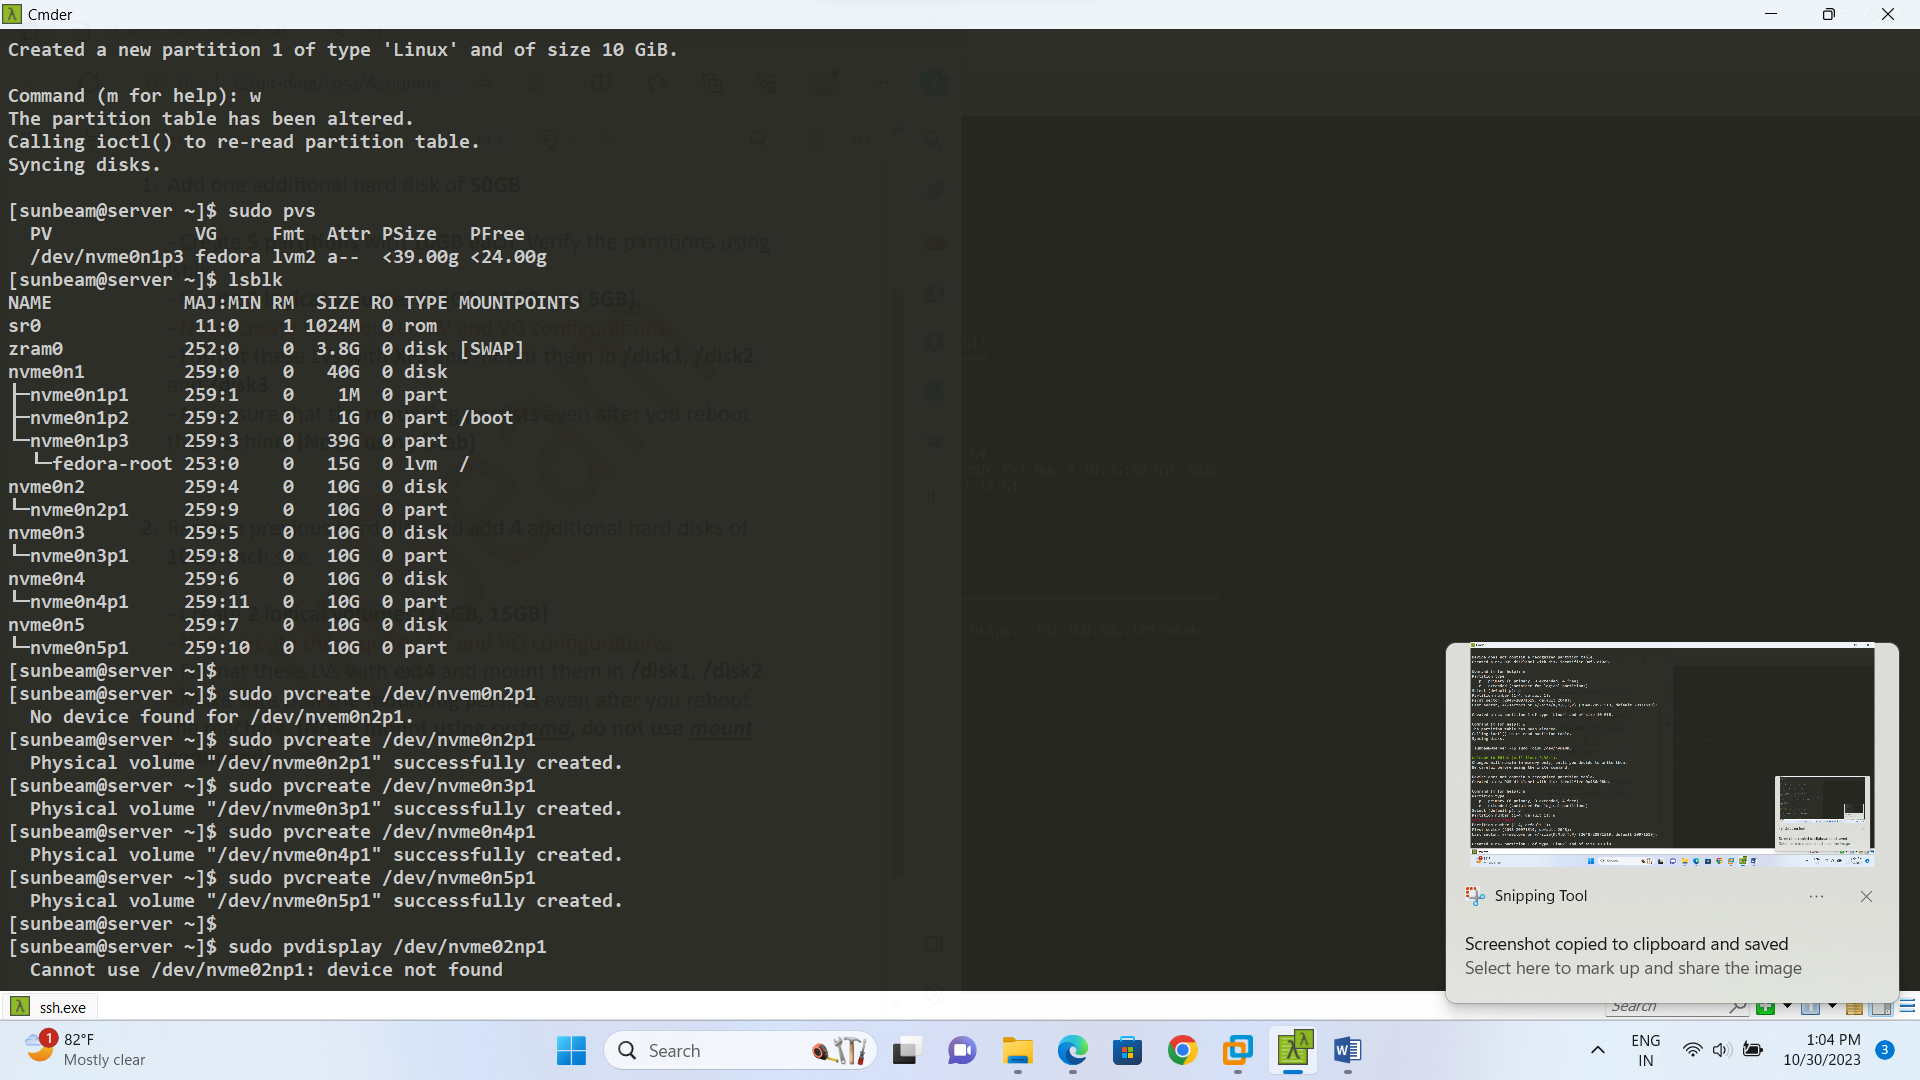 Cmder
Created a new partition 1 of type 'Linux' and of size 10 GiB.
Command (m for help): w
The partition table has been altered.
Calling ioctl() to re-read partition table.
Syncing disks.
1. Add one additional hard disk of 50GB
[sunbeam@server ~]$ sudo pvs
PV VG Fmt Attr PSize PFree
/dev/nvme0n1p3 fedora lvm2 a-- <39.00g <24.00g
[sunbeam@server ~]$ lsblk
NAME MAJ:MIN RM SIZE RO TYPE MOUNTPOINTS
sr0 11:0 1 1024M 0 rom
zram0 252:0 0 3.8G 0 disk [SWAP]
nvme0n1 259:0 0 40G 0 disk
├─nvme0n1p1 259:1 0 1M 0 part
├─nvme0n1p2 259:2 0 1G 0 part /boot
└─nvme0n1p3 259:3 0 39G 0 part
└─fedora-root 253:0 0 15G 0 lvm /
nvme0n2 259:4 0 10G 0 disk
└─nvme0n2p1 259:9 0 10G 0 part
nvme0n3 259:5 0 10G 0 disk
└─nvme0n3p1 259:8 0 10G 0 part
nvme0n4 259:6 0 10G 0 disk
└─nvme0n4p1 259:11 0 10G 0 part
nvme0n5 259:7 0 10G 0 disk
└─nvme0n5p1 259:10 0 10G 0 part
[sunbeam@server ~]$
[sunbeam@server ~]$ sudo pvcreate /dev/nvem0n2p1
No device found for /dev/nvem0n2p1.
[sunbeam@server ~]$ sudo pvcreate /dev/nvme0n2p1
Physical volume "/dev/nvme0n2p1" successfully created.
[sunbeam@server ~]$ sudo pvcreate /dev/nvme0n3p1
Physical volume "/dev/nvme0n3p1" successfully created.
[sunbeam@server ~]$ sudo pvcreate /dev/nvme0n4p1
Physical volume "/dev/nvme0n4p1" successfully created.
[sunbeam@server ~]$ sudo pvcreate /dev/nvme0n5p1
Physical volume "/dev/nvme0n5p1" successfully created.
[sunbeam@server ~]$
[sunbeam@server ~]$ sudo pvdisplay /dev/nvme02np1
Cannot use /dev/nvme02np1: device not found
Snipping Tool
Screenshot copied to clipboard and saved
Select here to mark up and share the image
ssh.exe
Search
1
82°F
Mostly clear
Search
ENG
IN
1:04 PM
10/30/2023
3